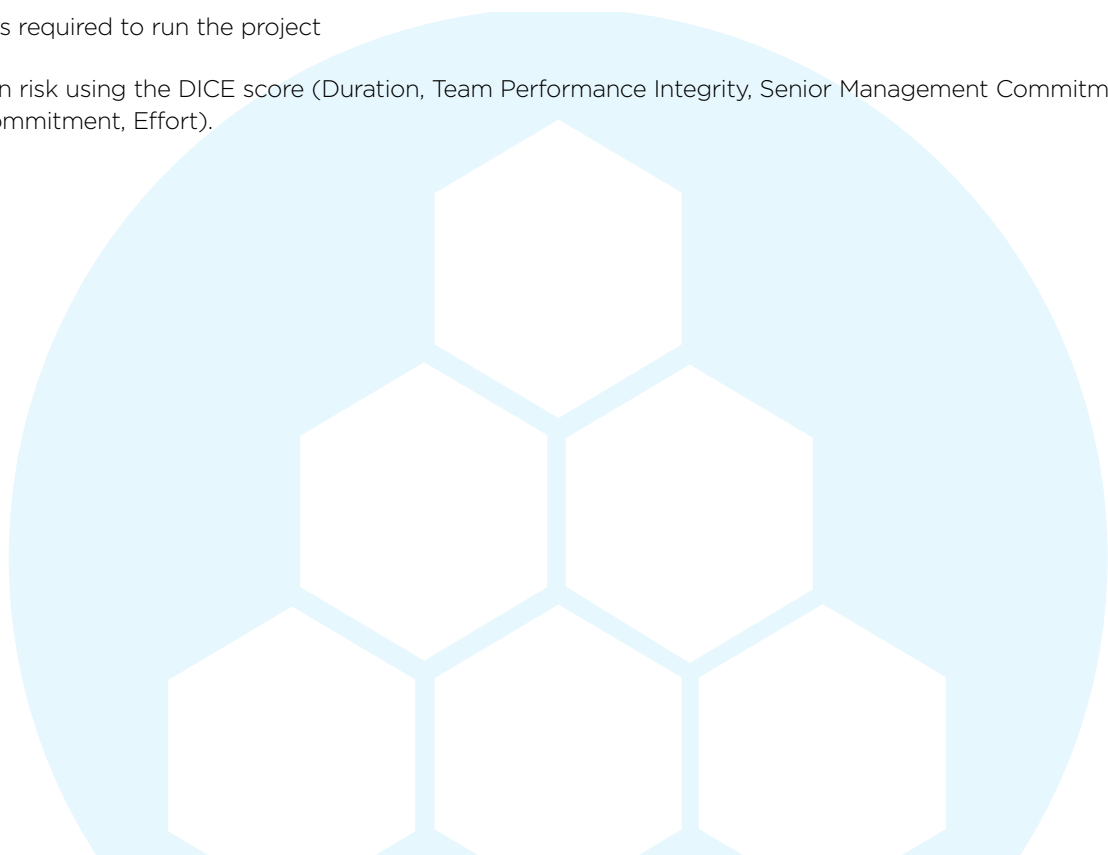 s required to run the project
n risk using the DICE score (Duration, Team Performance Integrity, Senior Management Commitm
ommitment, Effort).